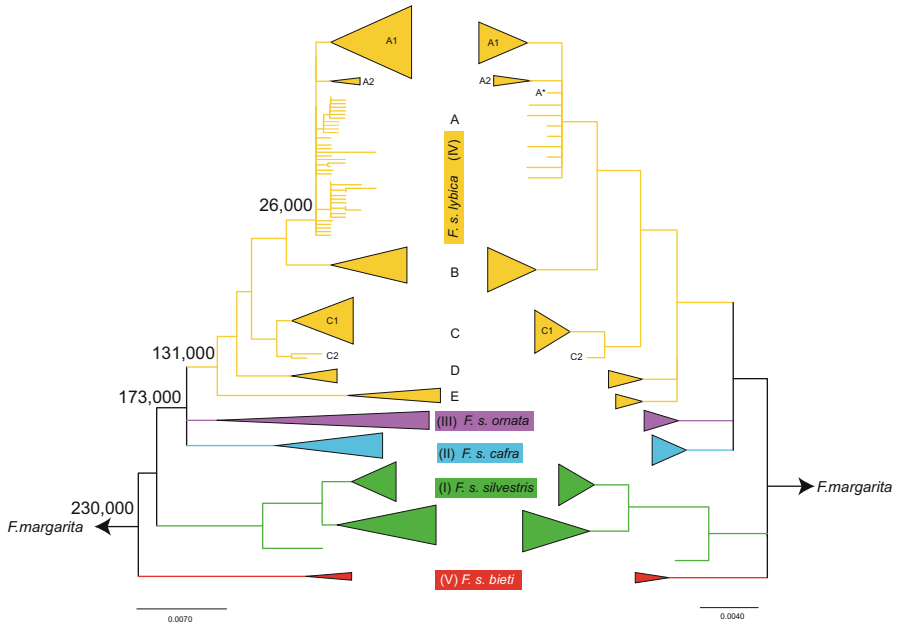 A1
A1
A2
A2
A*
A
F. s. lybica (IV)
26,000
B
C1
C1
C
C2
C2
131,000
D
E
173,000
(III) F. s. ornata
(II) F. s. cafra
(I) F. s. silvestris
230,000
F.margarita
F.margarita
(V) F. s. bieti
0.0070
0.0040